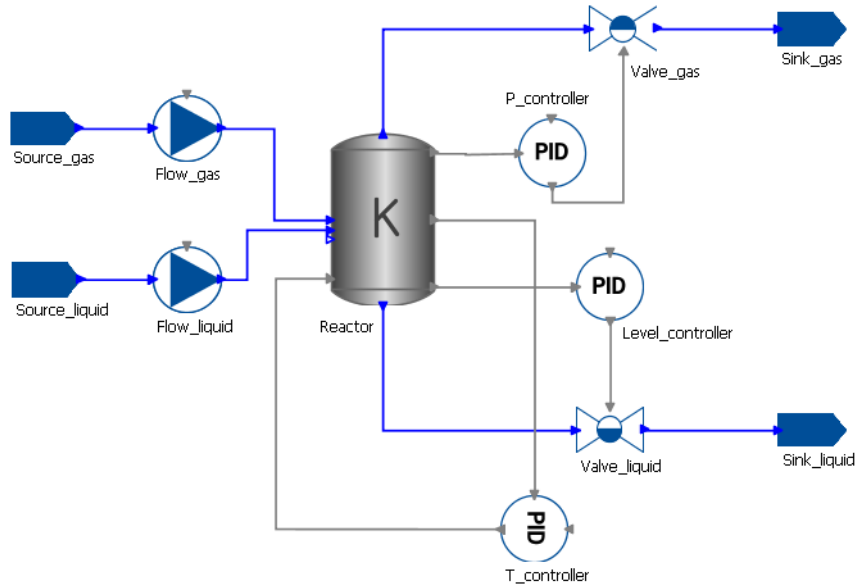 Valve_gas
Sink_gas
P_controller
PID
Source_gas
Flow_gas
K
PID
Source_liquid
Flow_liquid
Reactor
Level_controller
Valve_liquid
Sink_liquid
PID
T_controller